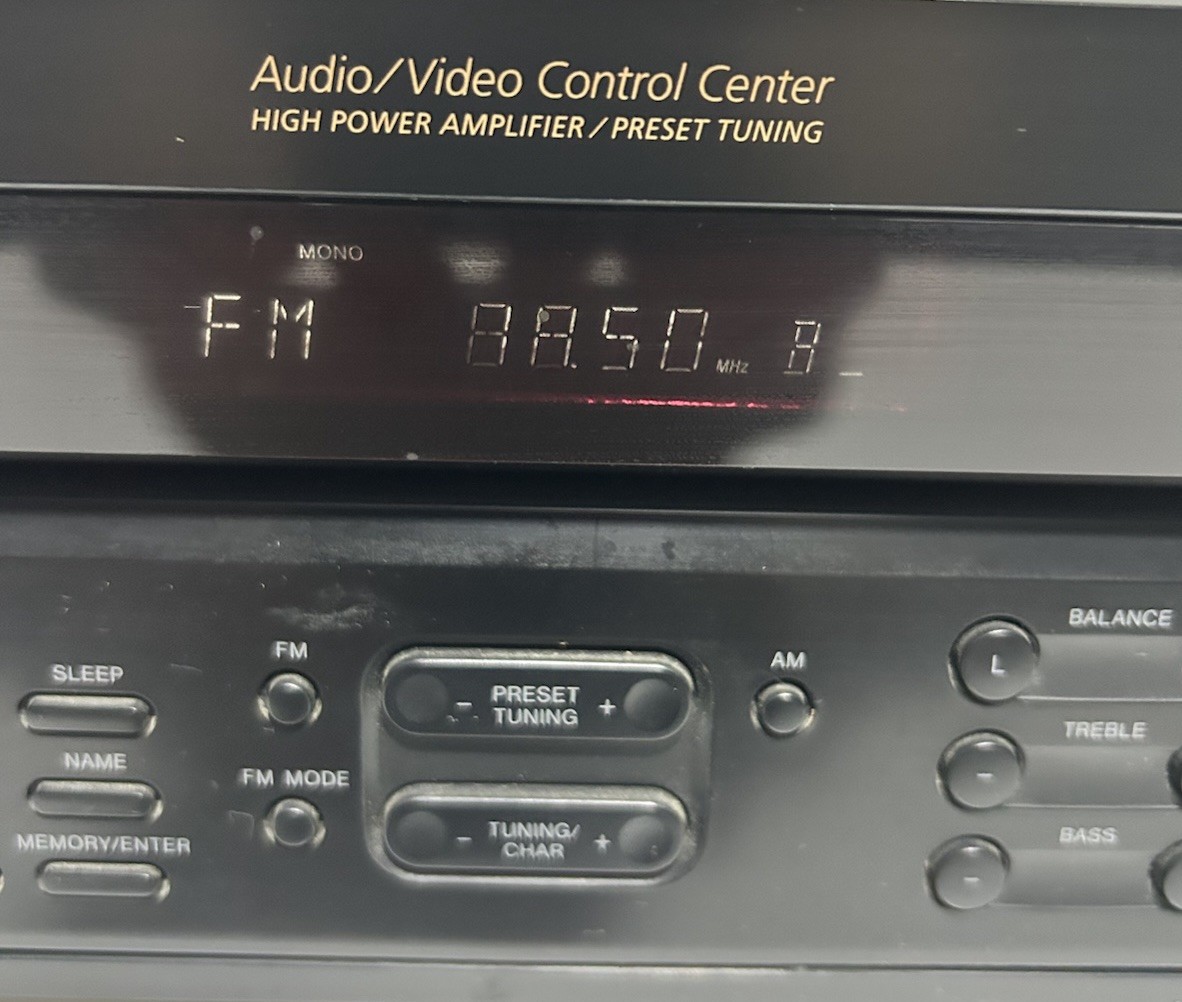 Audio/Video Control Center
HIGH POWER AMPLIFIER/PRESET TUNING
MONO
FM 88.50 MHz 8 _
SLEEP
NAME
MEMORY/ENTER
FM
FM MODE
- PRESET TUNING +
- TUNING/ CHAR +
AM
BALANCE
L
TREBLE
-
BASS
-